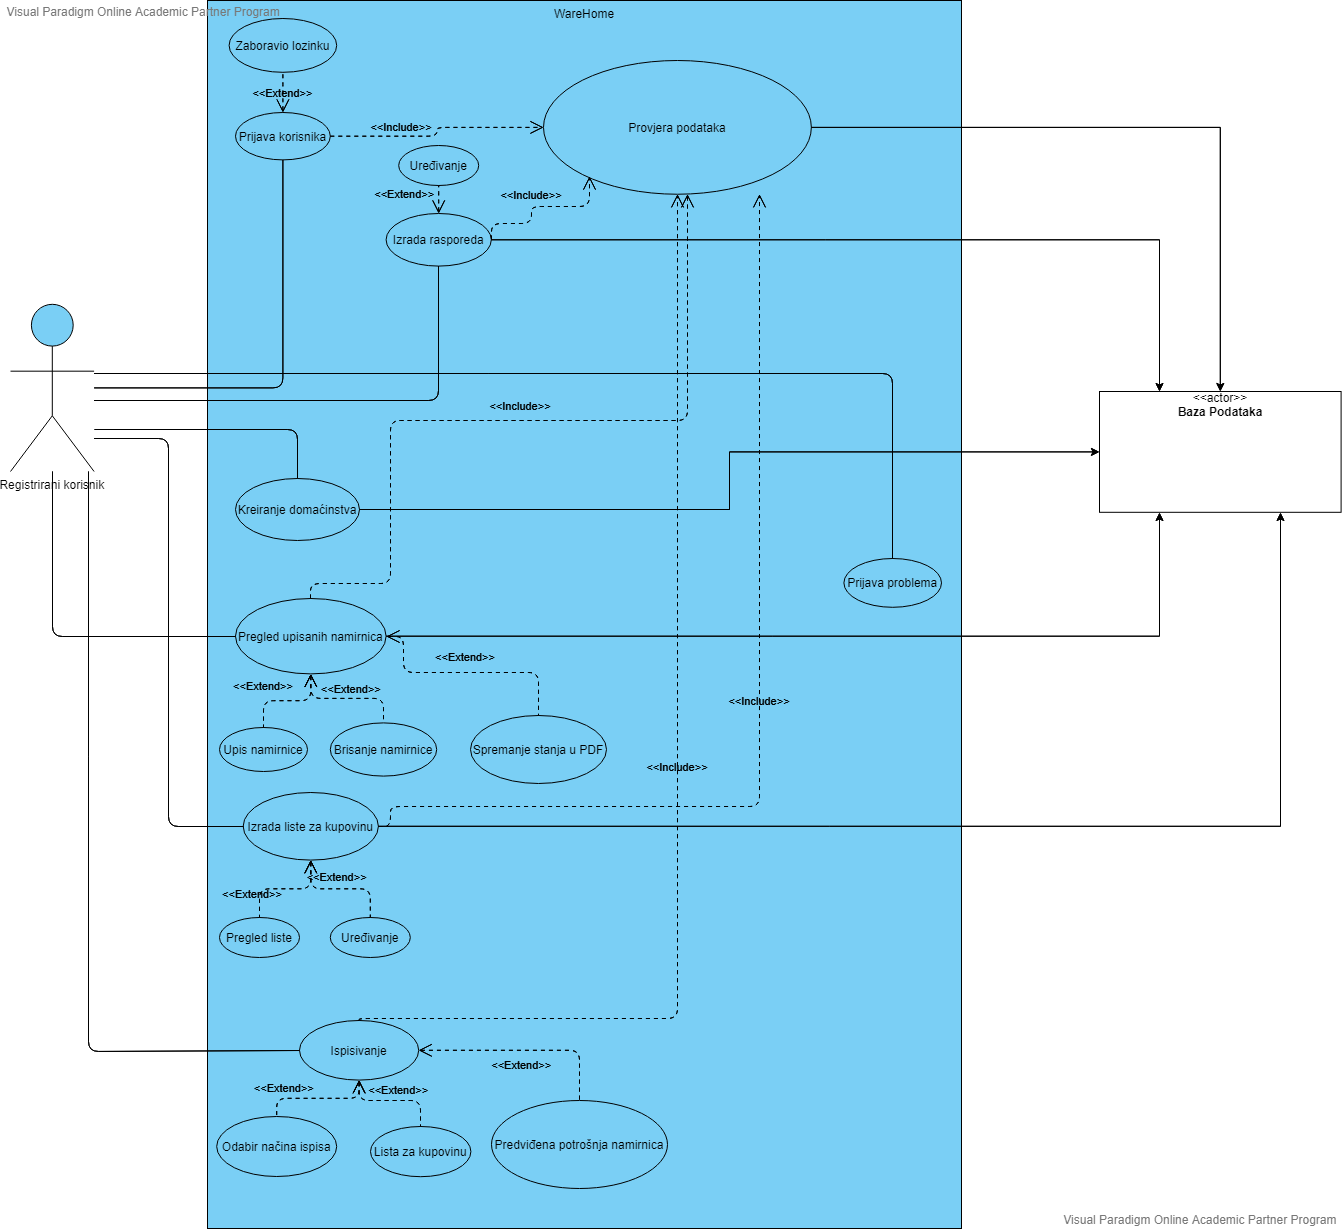 Visual Paradigm Online Academic Partner Program
WareHome
Zaboravio lozinku
<<Extend>>
Prijava korisnika
<<Include>>
Provjera podataka
Uređivanje
<<Extend>>
<<Include>>
Izrada rasporeda
<<actor>>
Baza Podataka
<<Include>>
Registrirani korisnik
Kreiranje domaćinstva
Prijava problema
Pregled upisanih namirnica
<<Extend>>
<<Extend>>
<<Extend>>
<<Include>>
Upis namirnice
Brisanje namirnice
Spremanje stanja u PDF
<<Include>>
Izrada liste za kupovinu
<<Extend>>
<<Extend>>
Pregled liste
Uređivanje
Ispisivanje
<<Extend>>
<<Extend>>
<<Extend>>
Odabir načina ispisa
Lista za kupovinu
Predviđena potrošnja namirnica
Visual Paradigm Online Academic Partner Program